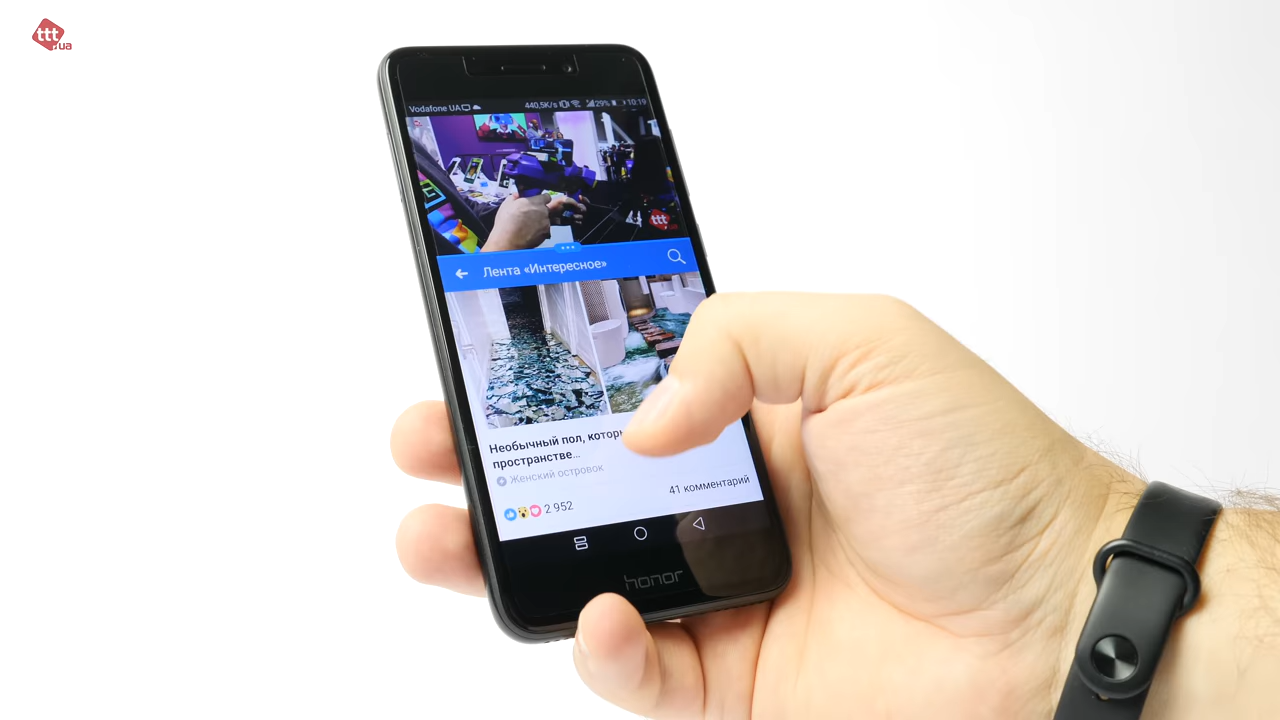 ttt
.ua
Vodafone UA 440,5K/s 29% 10:19
ttt
Лента «Интересное»
Необычный пол, которы
пространстве...
Женский островок
2 952 41 комментарий
honor